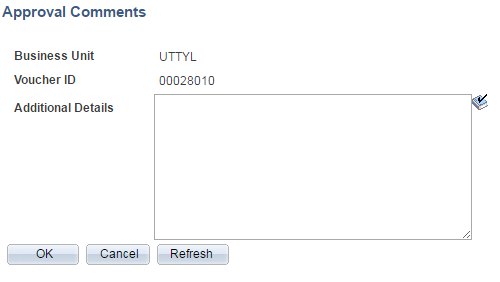 Approval Comments
Business Unit UTTYL
Voucher ID 00028010
Additional Details
OK Cancel Refresh